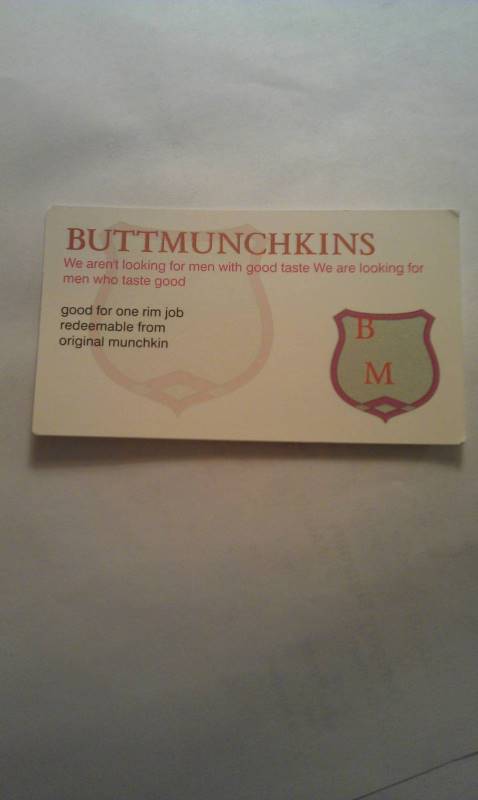 BUTTMUNCHKINS
We aren't looking for men with good taste We are looking for
men who taste good
good for one rim job
redeemable from
original munchkin
B
M